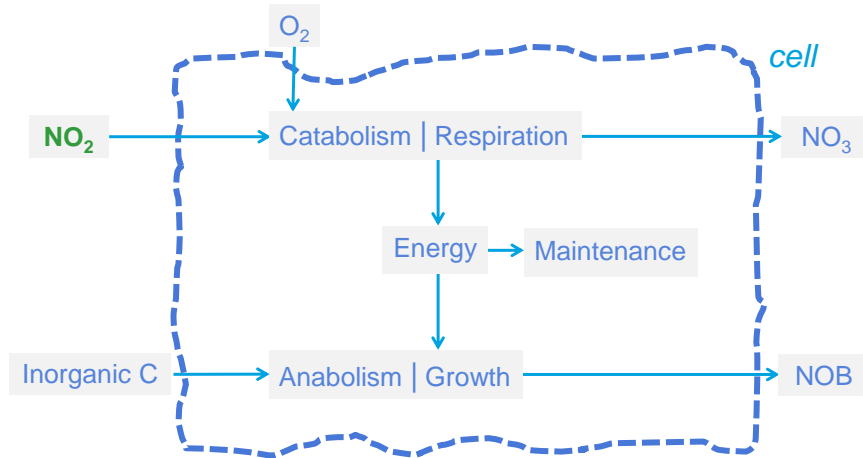 O₂
cell
NO₂
Catabolism | Respiration
NO₃
Energy
Maintenance
Inorganic C
Anabolism | Growth
NOB